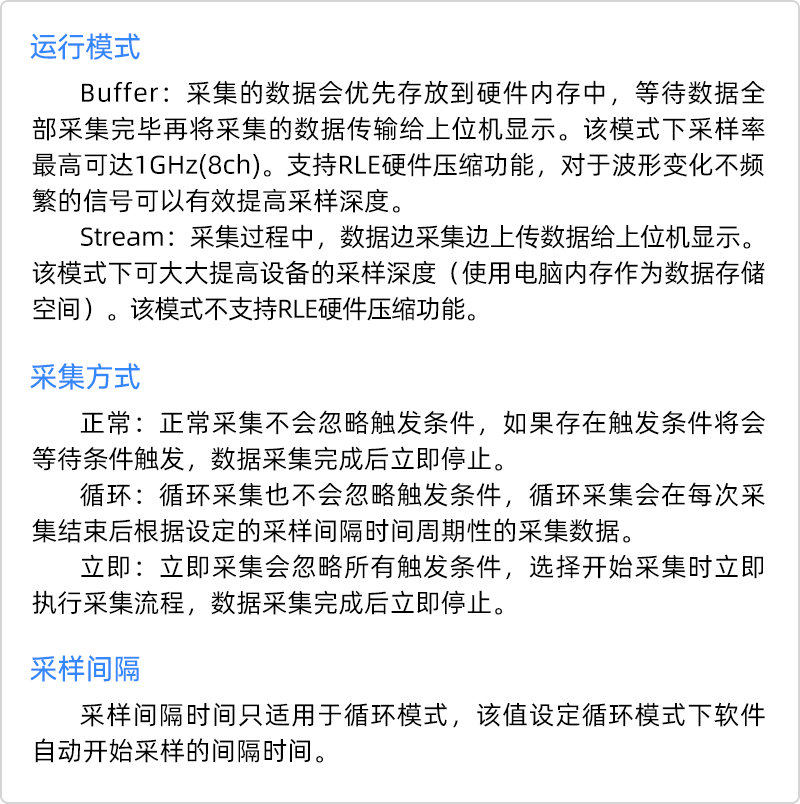 运行模式
Buffer：采集的数据会优先存放到硬件内存中，等待数据全
部采集完毕再将采集的数据传输给上位机显示。该模式下采样率
最高可达1GHz(8ch)。支持RLE硬件压缩功能，对于波形变化不频
繁的信号可以有效提高采样深度。
Stream：采集过程中，数据边采集边上传数据给上位机显示。
该模式下可大大提高设备的采样深度（使用电脑内存作为数据存储
空间）。该模式不支持RLE硬件压缩功能。
采集方式
正常：正常采集不会忽略触发条件，如果存在触发条件将会
等待条件触发，数据采集完成后立即停止。
循环：循环采集也不会忽略触发条件，循环采集会在每次采
集结束后根据设定的采样间隔时间周期性的采集数据。
立即：立即采集会忽略所有触发条件，选择开始采集时立即
执行采集流程，数据采集完成后立即停止。
采样间隔
采样间隔时间只适用于循环模式，该值设定循环模式下软件
自动开始采样的间隔时间。